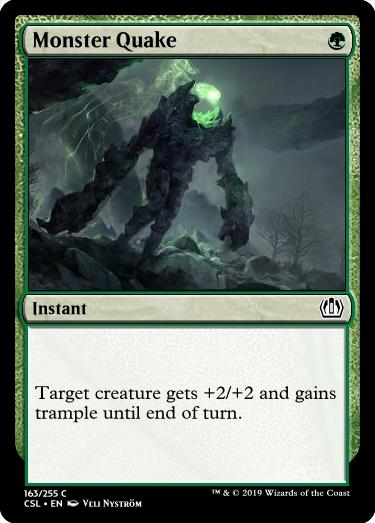 Monster Quake
Instant
Target creature gets +2/+2 and gains
trample until end of turn.
163/255 C
CSL • EN Veli Nyström
™ & © 2019 Wizards of the Coast